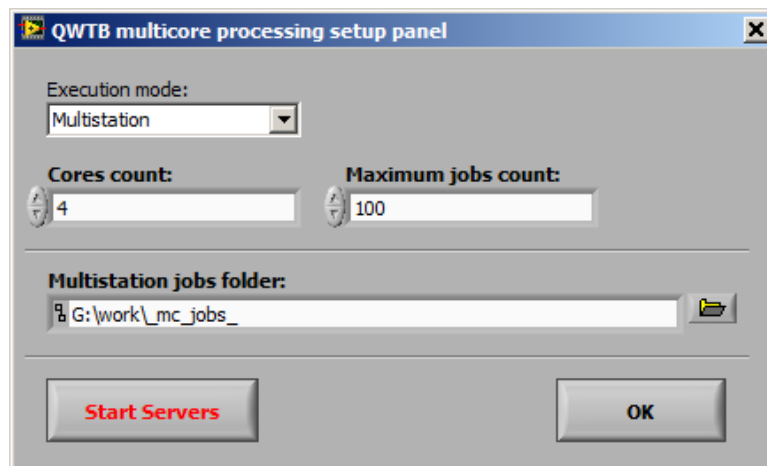 QWTB multicore processing setup panel
Execution mode:
Multistation
Cores count: Maximum jobs count:
4 100
Multistation jobs folder:
G:\work\_mc_jobs_
Start Servers OK